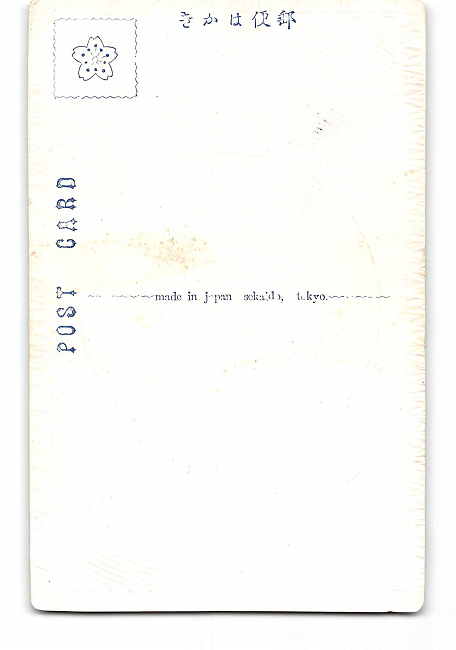 郵便はかき
POST CARD
made in japan sekaido, tokyo.